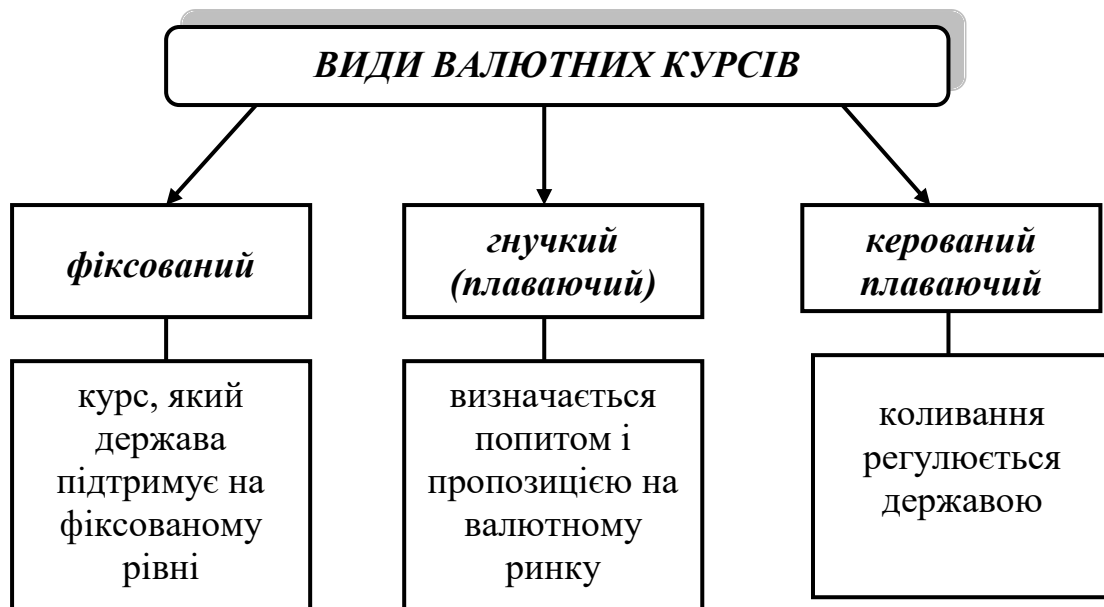 ВИДИ ВАЛЮТНИХ КУРСІВ
фіксований
гнучкий
(плаваючий)
керований
плаваючий
курс, який
держава
підтримує на
фіксованому
рівні
визначається
попитом і
пропозицією на
валютному
ринку
коливання
регулюється
державою